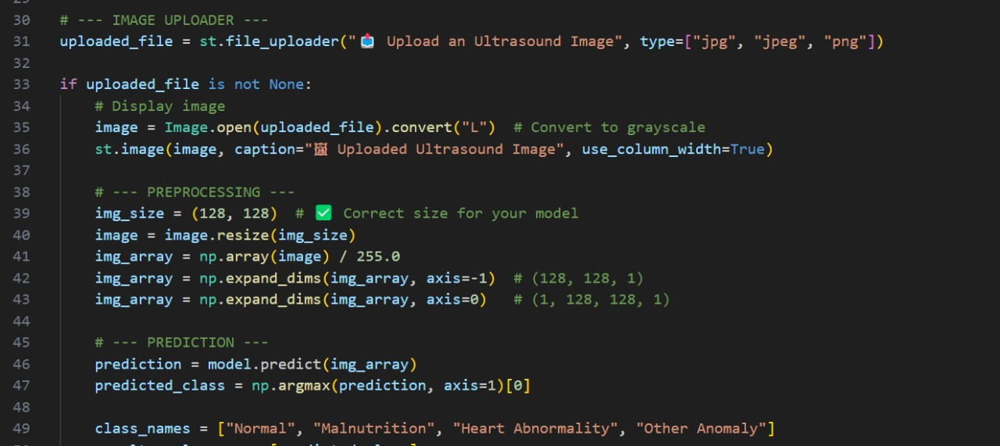 30 # --- IMAGE UPLOADER ---
31 uploaded_file = st.file_uploader("📤 Upload an Ultrasound Image", type=["jpg", "jpeg", "png"])
32
33 if uploaded_file is not None:
34     # Display image
35     image = Image.open(uploaded_file).convert("L")  # Convert to grayscale
36     st.image(image, caption="🖼 Uploaded Ultrasound Image", use_column_width=True)
37
38     # --- PREPROCESSING ---
39     img_size = (128, 128)  # ✅ Correct size for your model
40     image = image.resize(img_size)
41     img_array = np.array(image) / 255.0
42     img_array = np.expand_dims(img_array, axis=-1)  # (128, 128, 1)
43     img_array = np.expand_dims(img_array, axis=0)   # (1, 128, 128, 1)
44
45     # --- PREDICTION ---
46     prediction = model.predict(img_array)
47     predicted_class = np.argmax(prediction, axis=1)[0]
48
49     class_names = ["Normal", "Malnutrition", "Heart Abnormality", "Other Anomaly"]